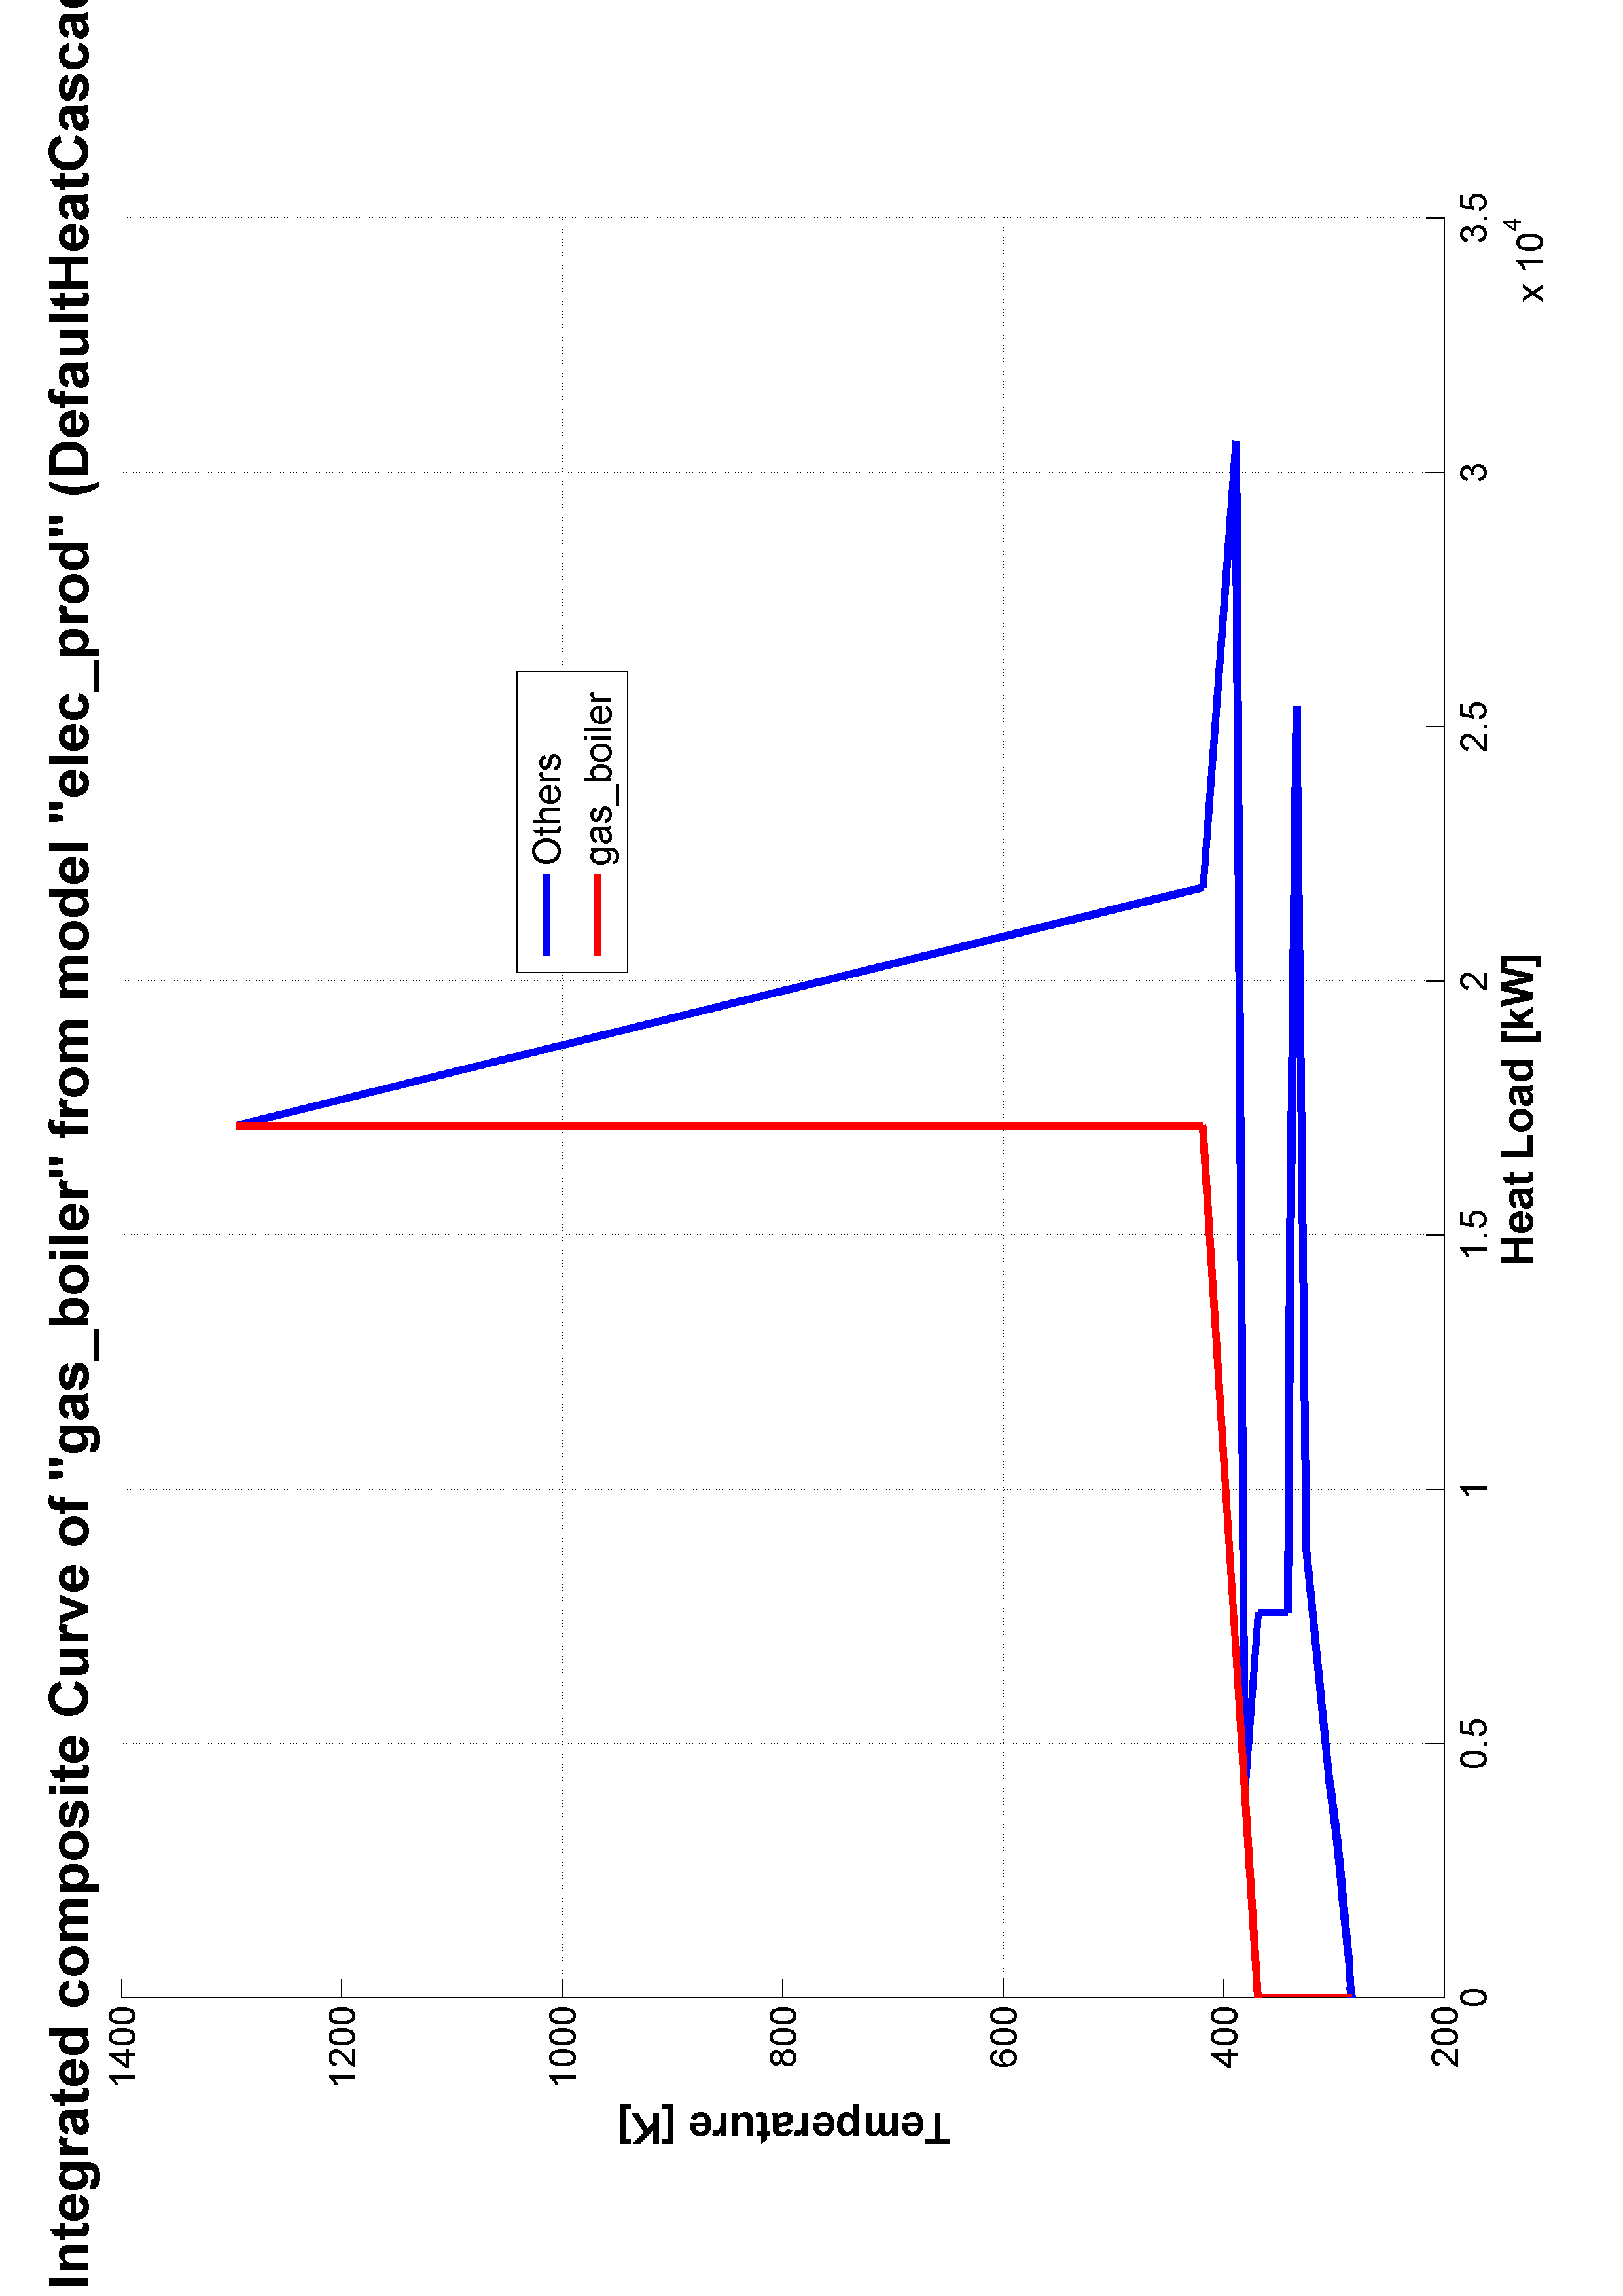 Integrated composite Curve of "gas_boiler" from model "elec_prod" (DefaultHeatCasca
1400
1200
1000
800
600
400
200
Temperature [K]
Others
gas_boiler
0
0.5
1
1.5
2
2.5
3
3.5
x 10^4
Heat Load [kW]